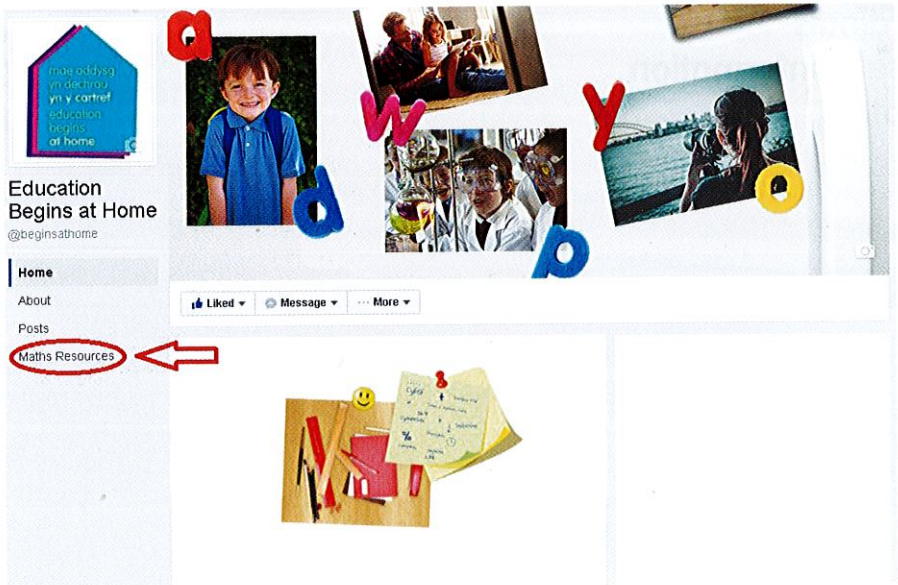 mae addysg
yn dechrau
yn y cartref
education
begins
at home
a
w
y
d
p
o
Education
Begins at Home
@beginsathome
Home
About
Posts
Maths Resources
Liked
Message
More